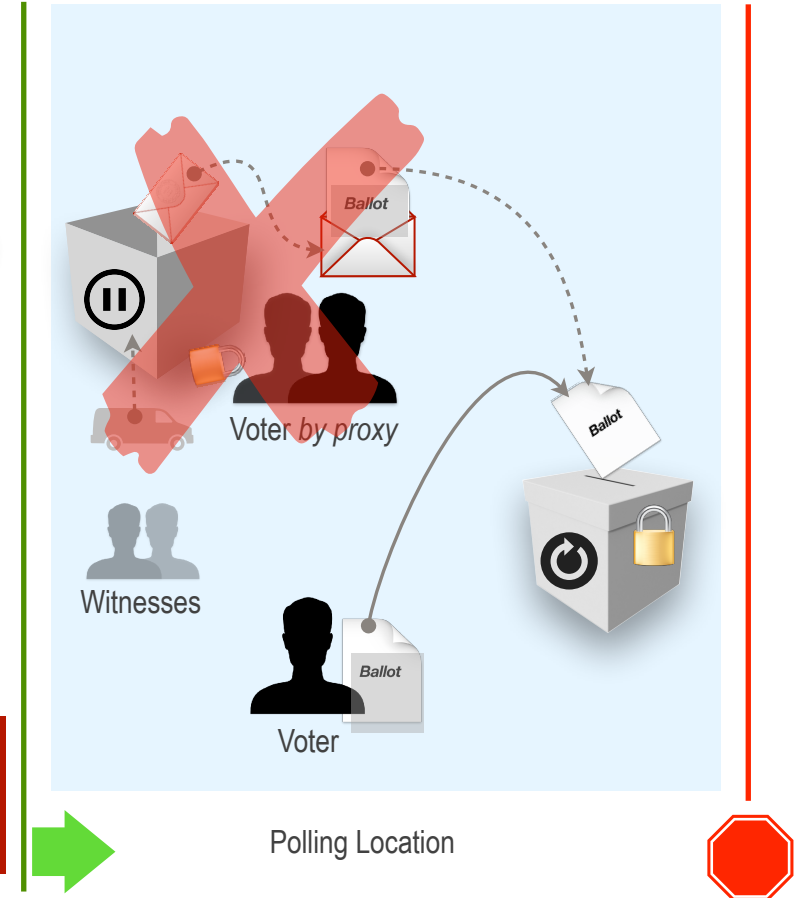 Ballot
Voter by proxy
Ballot
Witnesses
Ballot
Voter
Polling Location